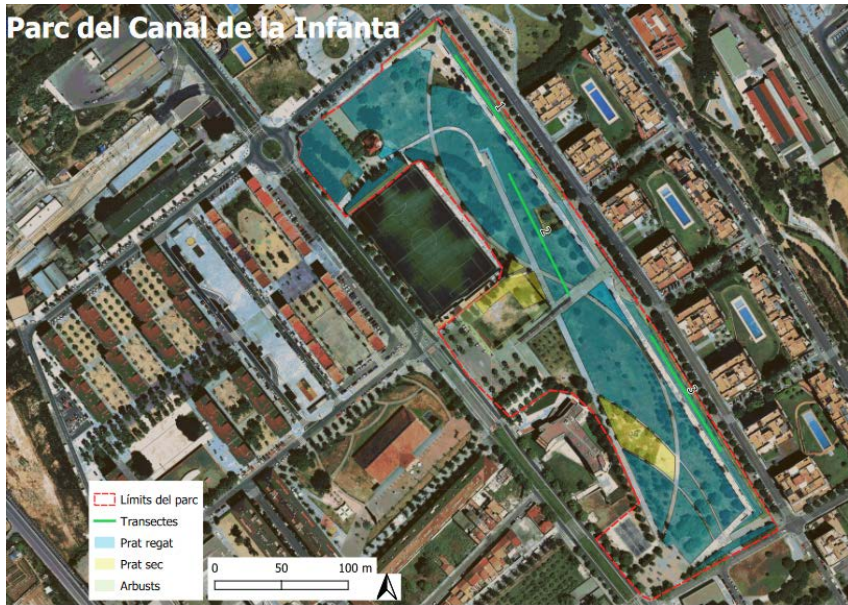 Parc del Canal de la Infanta
1
2
3
Límits del parc
Transectes
Prat regat
Prat sec
Arbusts
0 50 100 m